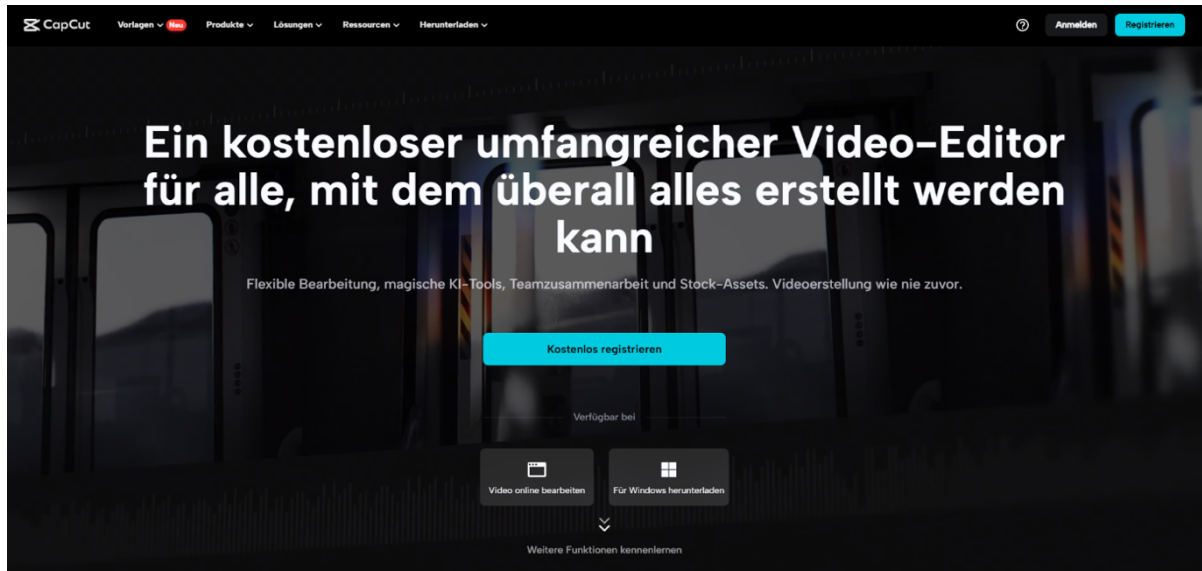 CapCut Vorlagen Neu Produkte Lösungen Ressourcen Herunterladen Anmelden Registrieren
Ein kostenloser umfangreicher Video-Editor
für alle, mit dem überall alles erstellt werden
kann
Flexible Bearbeitung, magische KI-Tools, Teamzusammenarbeit und Stock-Assets. Videoerstellung wie nie zuvor.
Kostenlos registrieren
Verfügbar bei
Video online bearbeiten Für Windows herunterladen
Weitere Funktionen kennenlernen